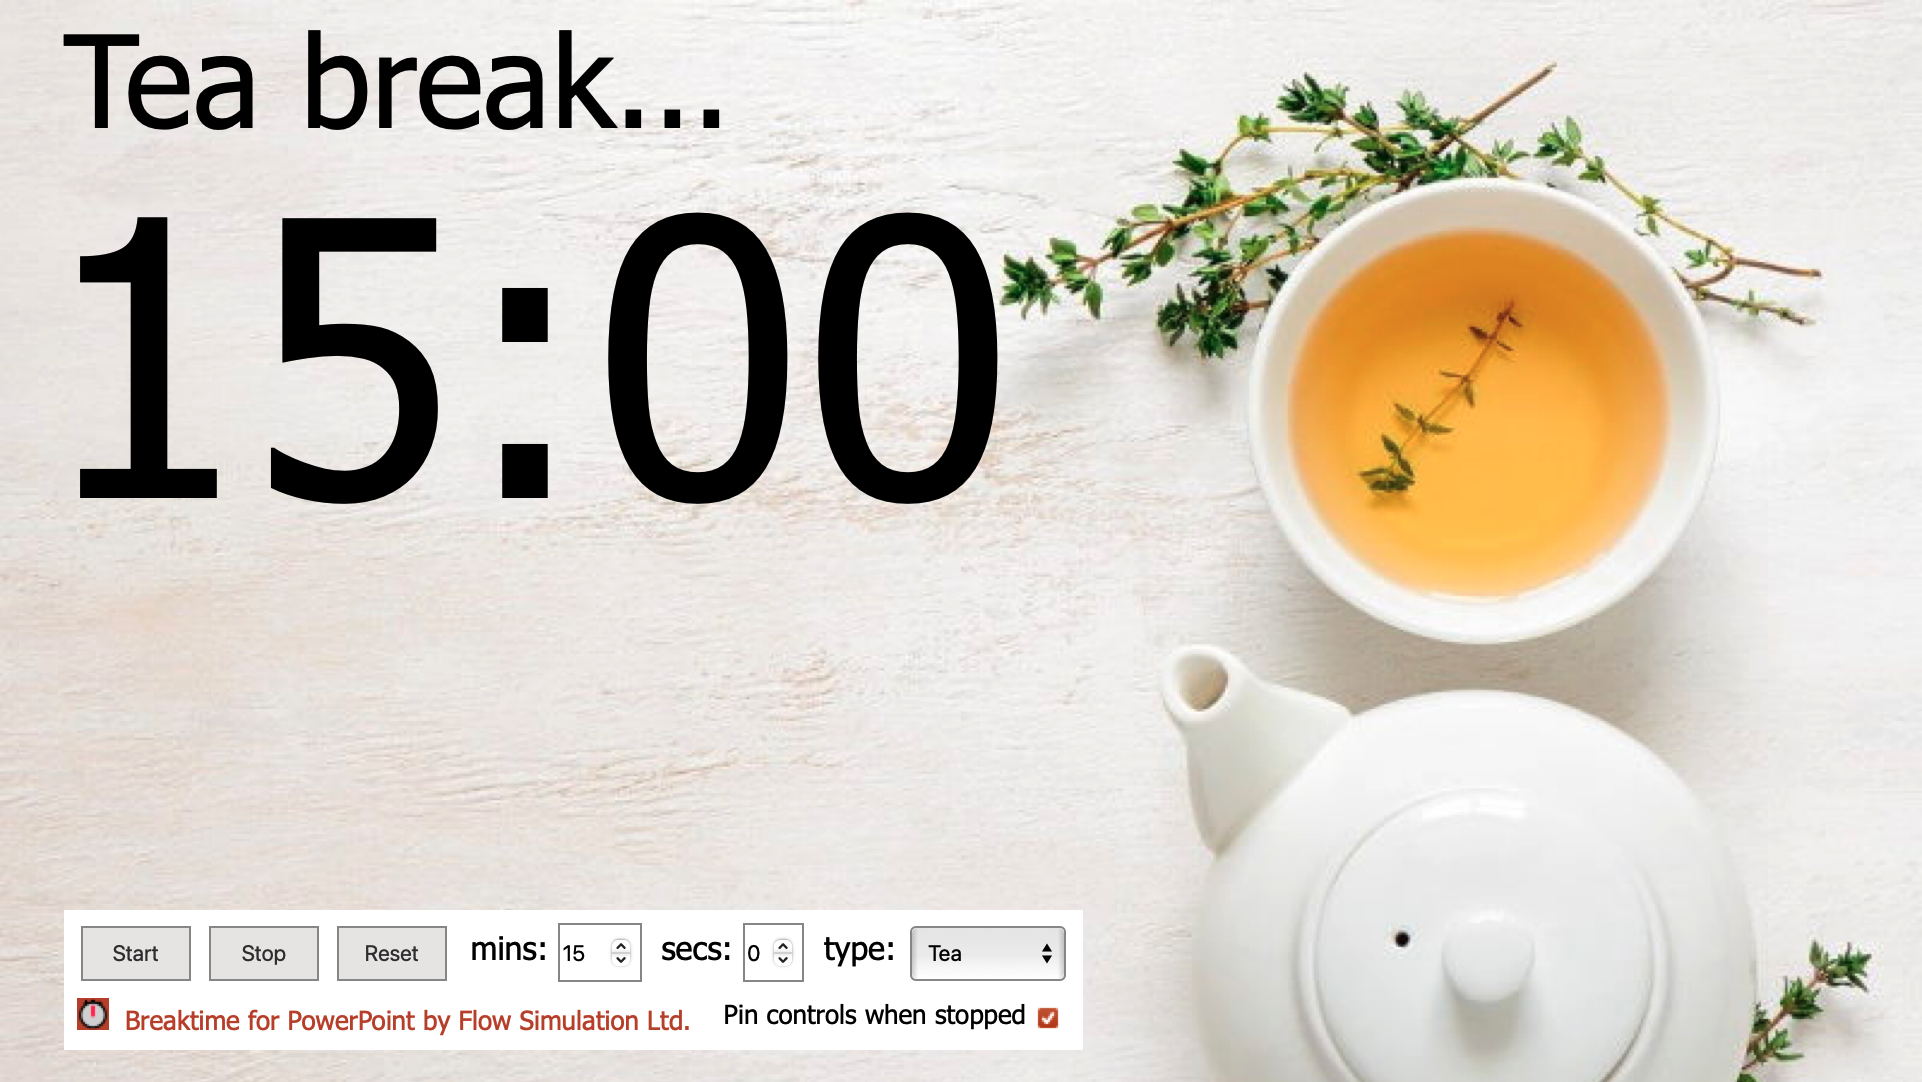 Tea break...
15:00
Start Stop Reset mins: 15 secs: 0 type: Tea
Breaktime for PowerPoint by Flow Simulation Ltd. Pin controls when stopped